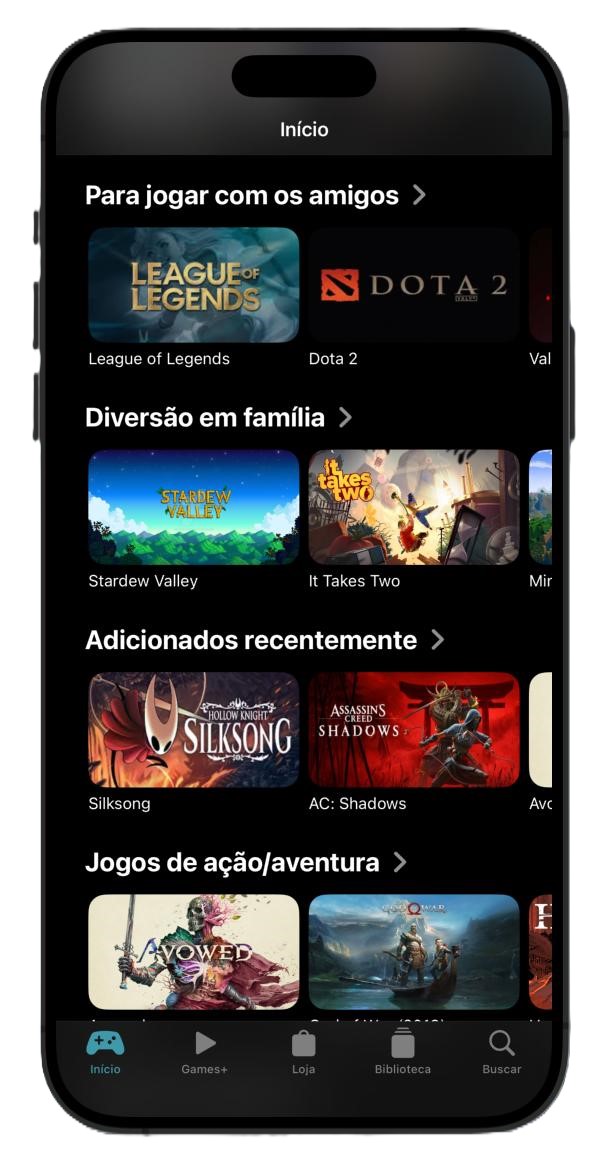 Início
Para jogar com os amigos
LEAGUE OF
LEGENDS
DOTA 2
VALVE
League of Legends
Dota 2
Val
Diversão em família
STARDEW
VALLEY
it
takes
two
Stardew Valley
It Takes Two
Mir
Adicionados recentemente
HOLLOW KNIGHT
SILKSONG
ASSASSIN'S
CREED
SHADOWS
Silksong
AC: Shadows
Avo
Jogos de ação/aventura
AVOWED
GOD WAR
H
Início
Games+
Loja
Biblioteca
Buscar